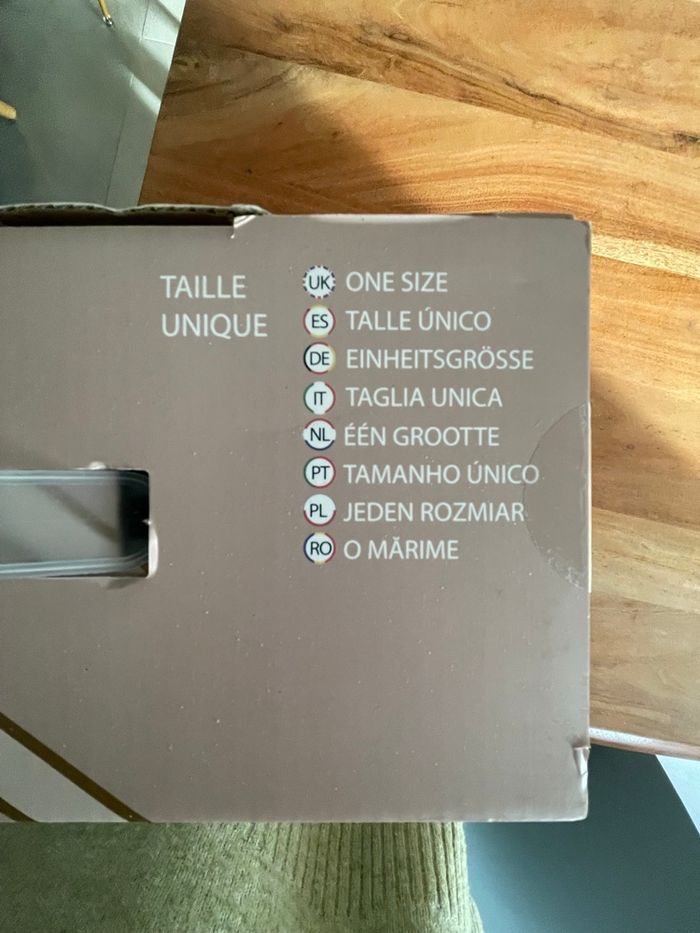 TAILLE
UNIQUE
UK ONE SIZE
ES TALLE ÚNICO
DE EINHEITSGRÖSSE
IT TAGLIA UNICA
NL ÉÉN GROOTTE
PT TAMANHO ÚNICO
PL JEDEN ROZMIAR
RO O MĂRIME